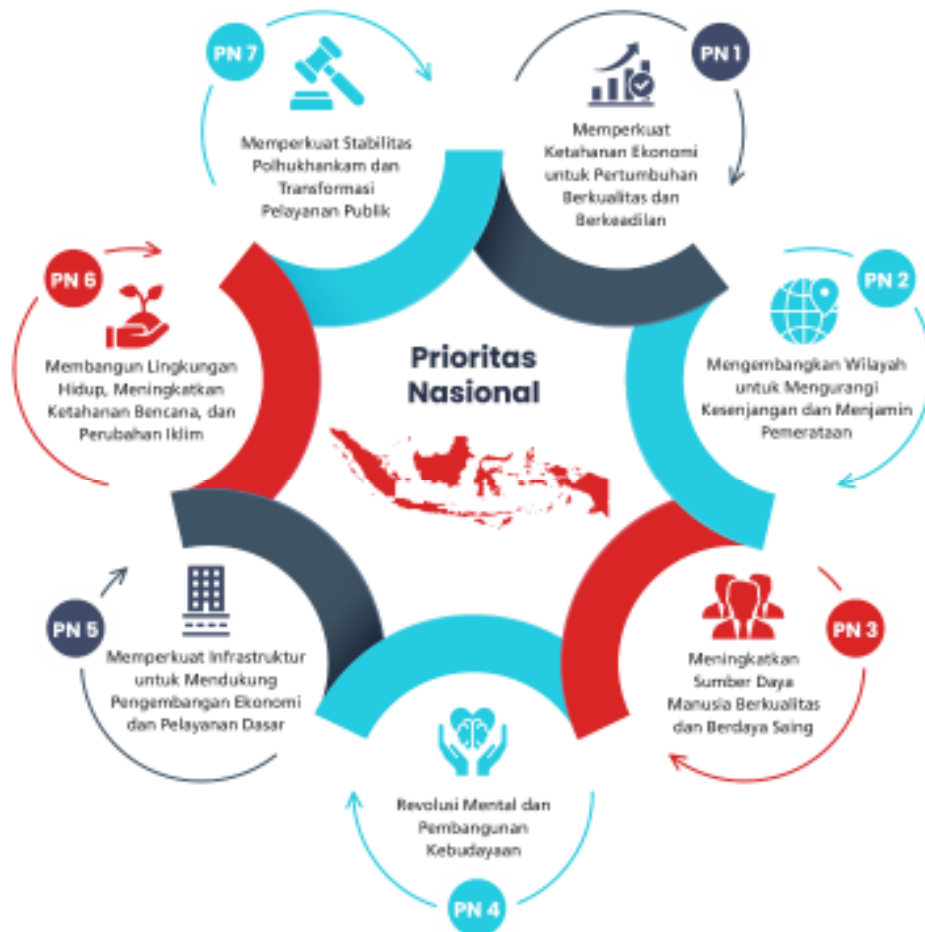 Prioritas
Nasional
PN 1
Memperkuat
Ketahanan Ekonomi
untuk Pertumbuhan
Berkualitas dan
Berkeadilan
PN 2
Mengembangkan Wilayah
untuk Mengurangi
Kesenjangan dan Menjamin
Pemerataan
PN 3
Meningkatkan
Sumber Daya
Manusia Berkualitas
dan Berdaya Saing
PN 4
Revolusi Mental dan
Pembangunan
Kebudayaan
PN 5
Memperkuat Infrastruktur
untuk Mendukung
Pengembangan Ekonomi
dan Pelayanan Dasar
PN 6
Membangun Lingkungan
Hidup, Meningkatkan
Ketahanan Bencana, dan
Perubahan Iklim
PN 7
Memperkuat Stabilitas
Polhukhankam dan
Transformasi
Pelayanan Publik